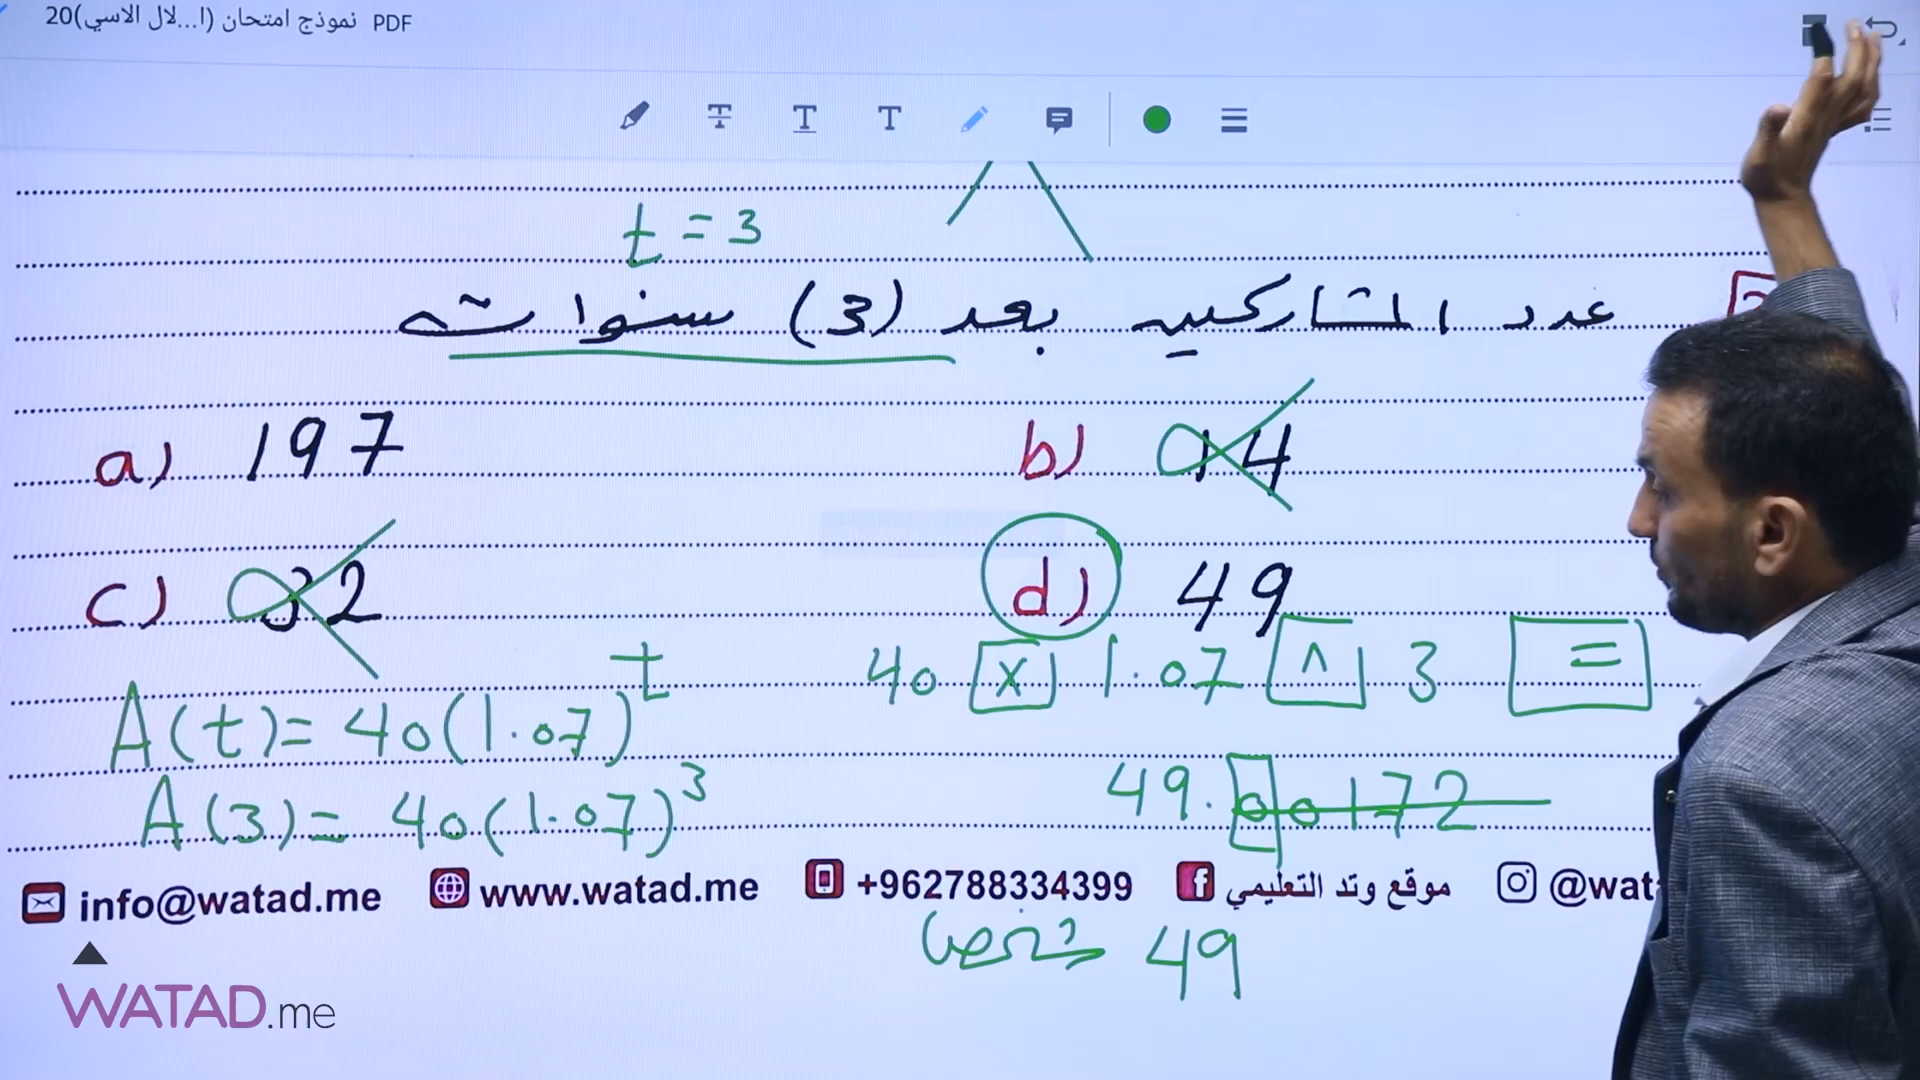 20(نموذج امتحان (ا...لال الاسي PDF
t = 3
عدد المشاركين بعد (3) سنوات
a) 197
b) 14
c) 32
d) 49
40 x 1.07 ^ 3 =
A(t)= 40(1.07)^t
49.00172
A(3)= 40(1.07)^3
info@watad.me www.watad.me +962788334399 موقع وتد التعليمي
49 شخصا
WATAD.me